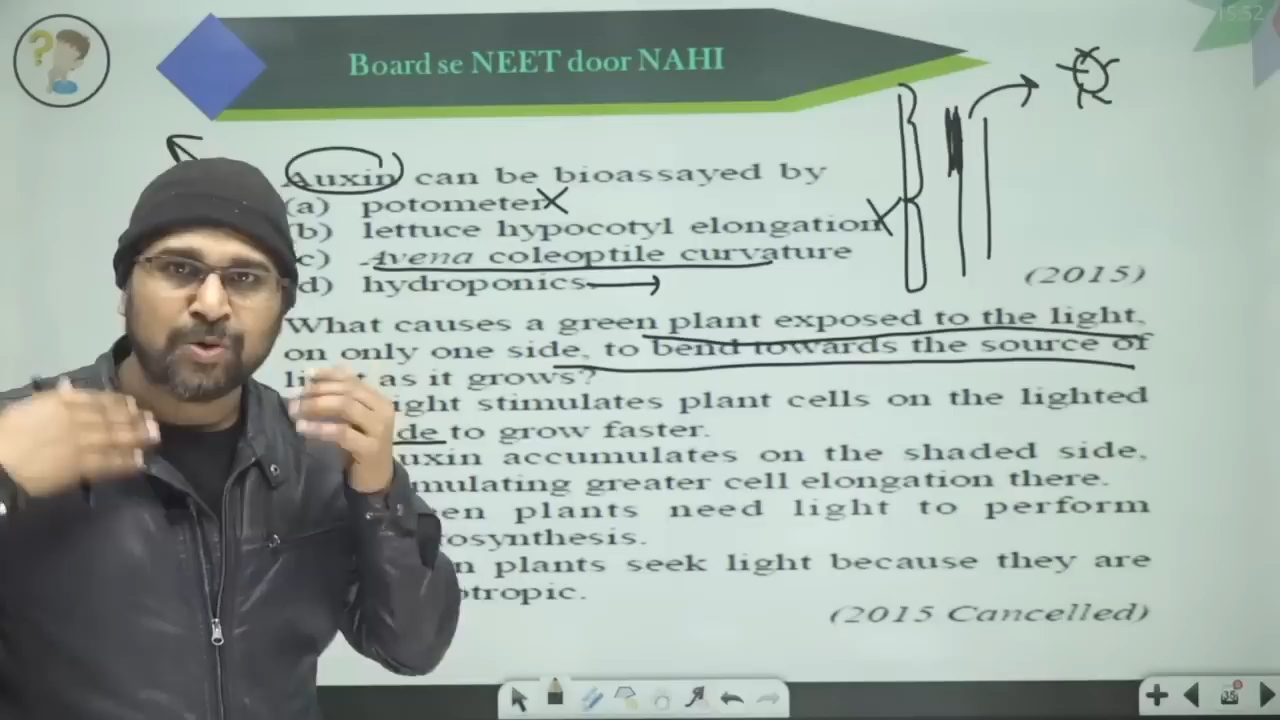 15:52
Board se NEET door NAHI
Auxin can be bioassayed by
(a) potometer
(b) lettuce hypocotyl elongation
c) Avena coleoptile curvature
d) hydroponics
(2015)
What causes a green plant exposed to the light,
on only one side, to bend towards the source of
as it grows?
ight stimulates plant cells on the lighted
de to grow faster.
uxin accumulates on the shaded side,
mulating greater cell elongation there.
en plants need light to perform
osynthesis.
n plants seek light because they are
otropic.
(2015 Cancelled)